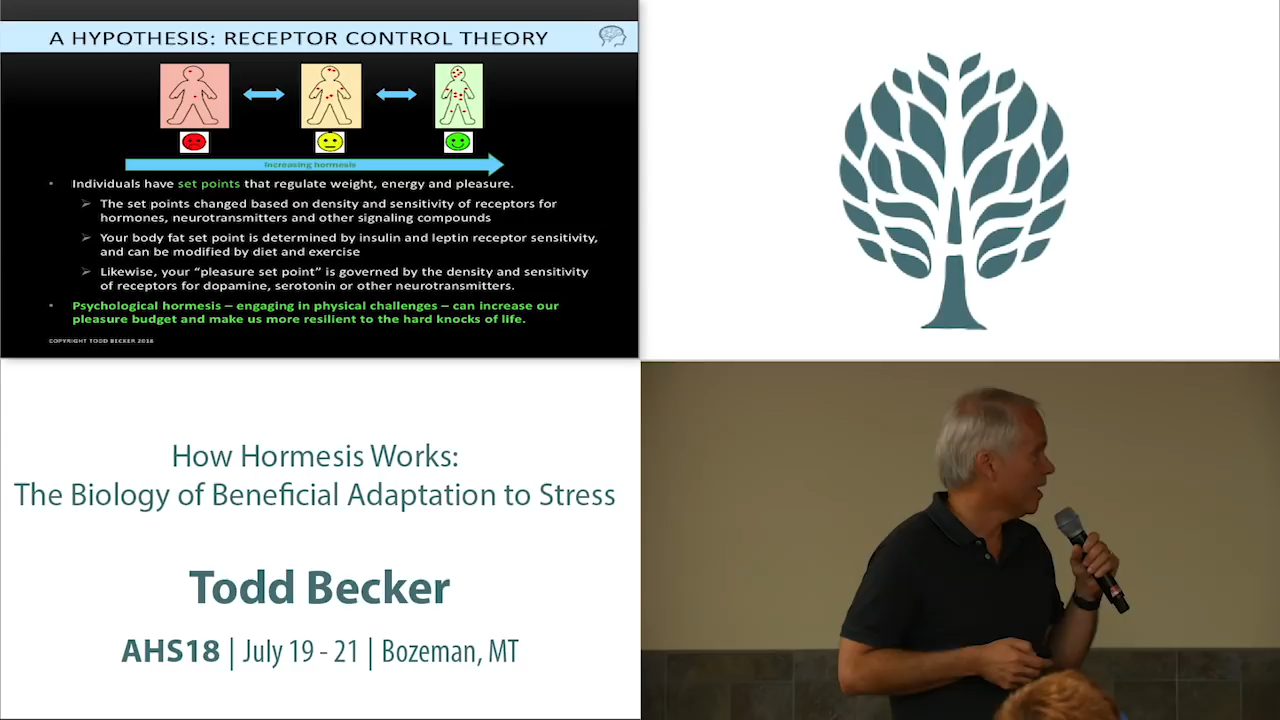 A HYPOTHESIS: RECEPTOR CONTROL THEORY
Increasing hormesis
Individuals have set points that regulate weight, energy and pleasure.
The set points changed based on density and sensitivity of receptors for
hormones, neurotransmitters and other signaling compounds
Your body fat set point is determined by insulin and leptin receptor sensitivity,
and can be modified by diet and exercise
Likewise, your “pleasure set point” is governed by the density and sensitivity
of receptors for dopamine, serotonin or other neurotransmitters.
Psychological hormesis – engaging in physical challenges – can increase our
pleasure budget and make us more resilient to the hard knocks of life.
COPYRIGHT TODD BECKER 2018
How Hormesis Works:
The Biology of Beneficial Adaptation to Stress
Todd Becker
AHS18 | July 19 - 21 | Bozeman, MT